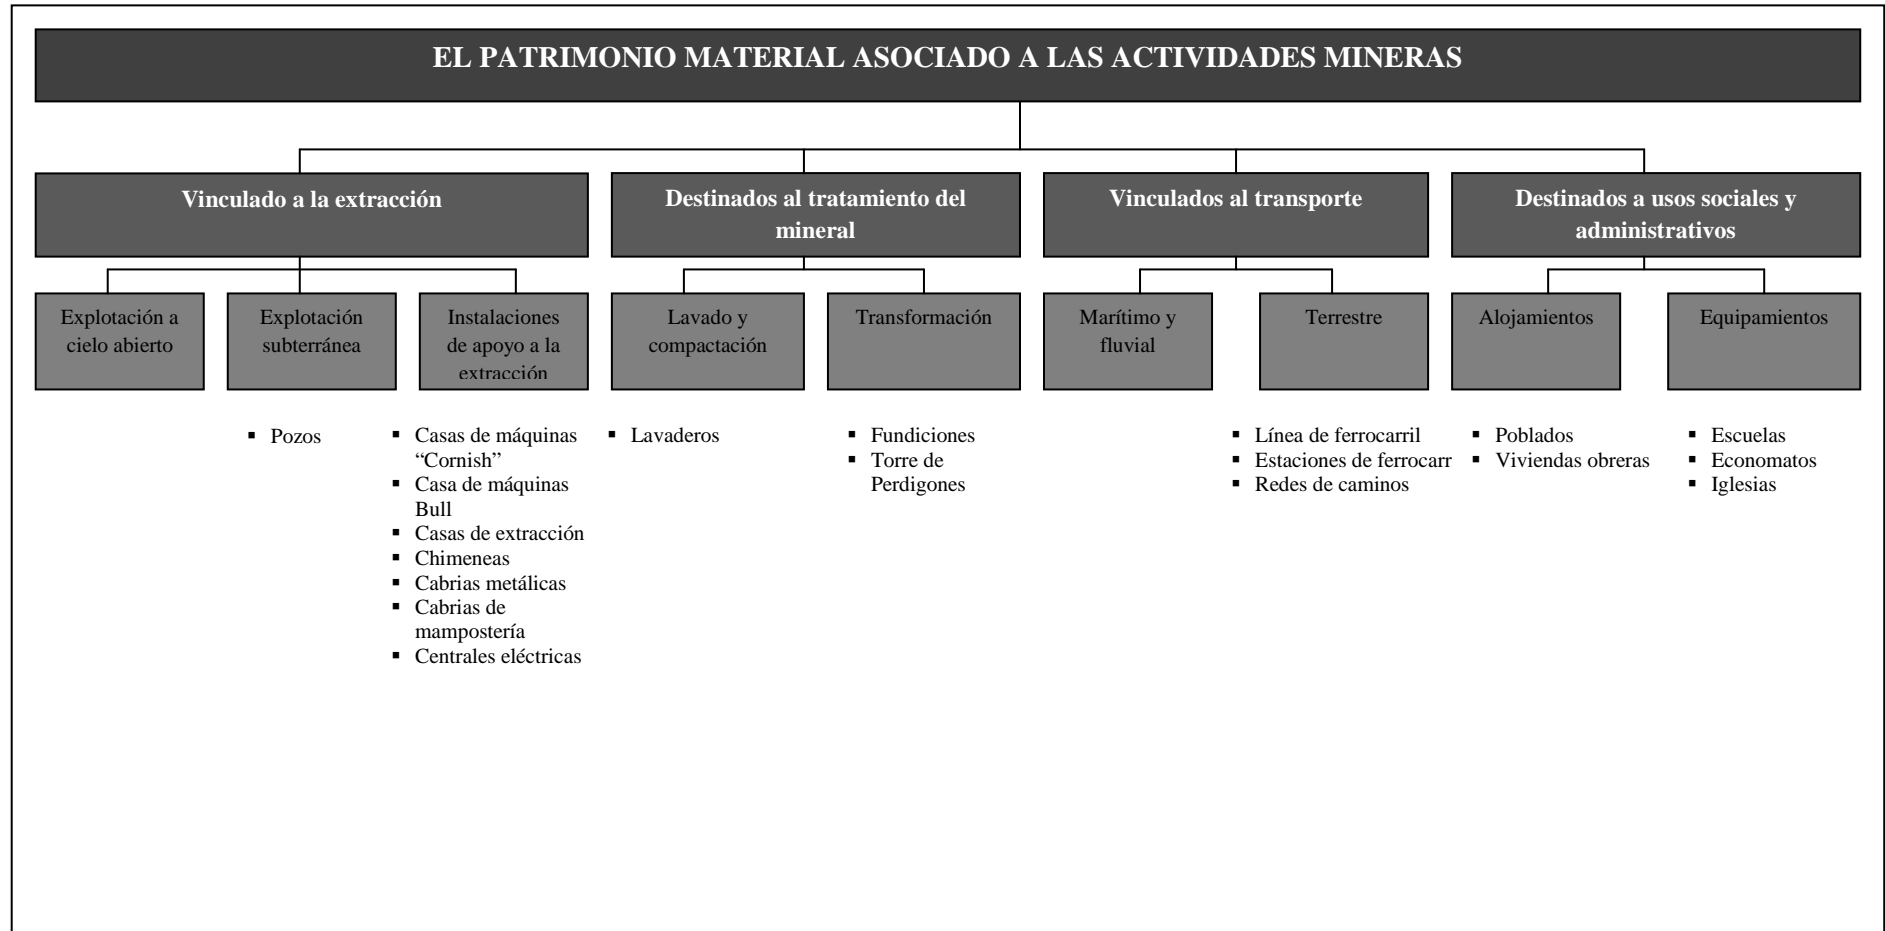 EL PATRIMONIO MATERIAL ASOCIADO A LAS ACTIVIDADES MINERAS
Vinculado a la extracción
Destinados al tratamiento del
mineral
Vinculados al transporte
Destinados a usos sociales y
administrativos
Explotación a
cielo abierto
Explotación
subterránea
Instalaciones
de apoyo a la
extracción
Lavado y
compactación
Transformación
Marítimo y
fluvial
Terrestre
Alojamientos
Equipamientos
▪ Pozos
▪ Casas de máquinas
“Cornish”
▪ Casa de máquinas
Bull
▪ Casas de extracción
▪ Chimeneas
▪ Cabrias metálicas
▪ Cabrias de
mampostería
▪ Centrales eléctricas
▪ Lavaderos
▪ Fundiciones
▪ Torre de
Perdigones
▪ Línea de ferrocarril
▪ Estaciones de ferrocarr
▪ Redes de caminos
▪ Poblados
▪ Viviendas obreras
▪ Escuelas
▪ Economatos
▪ Iglesias